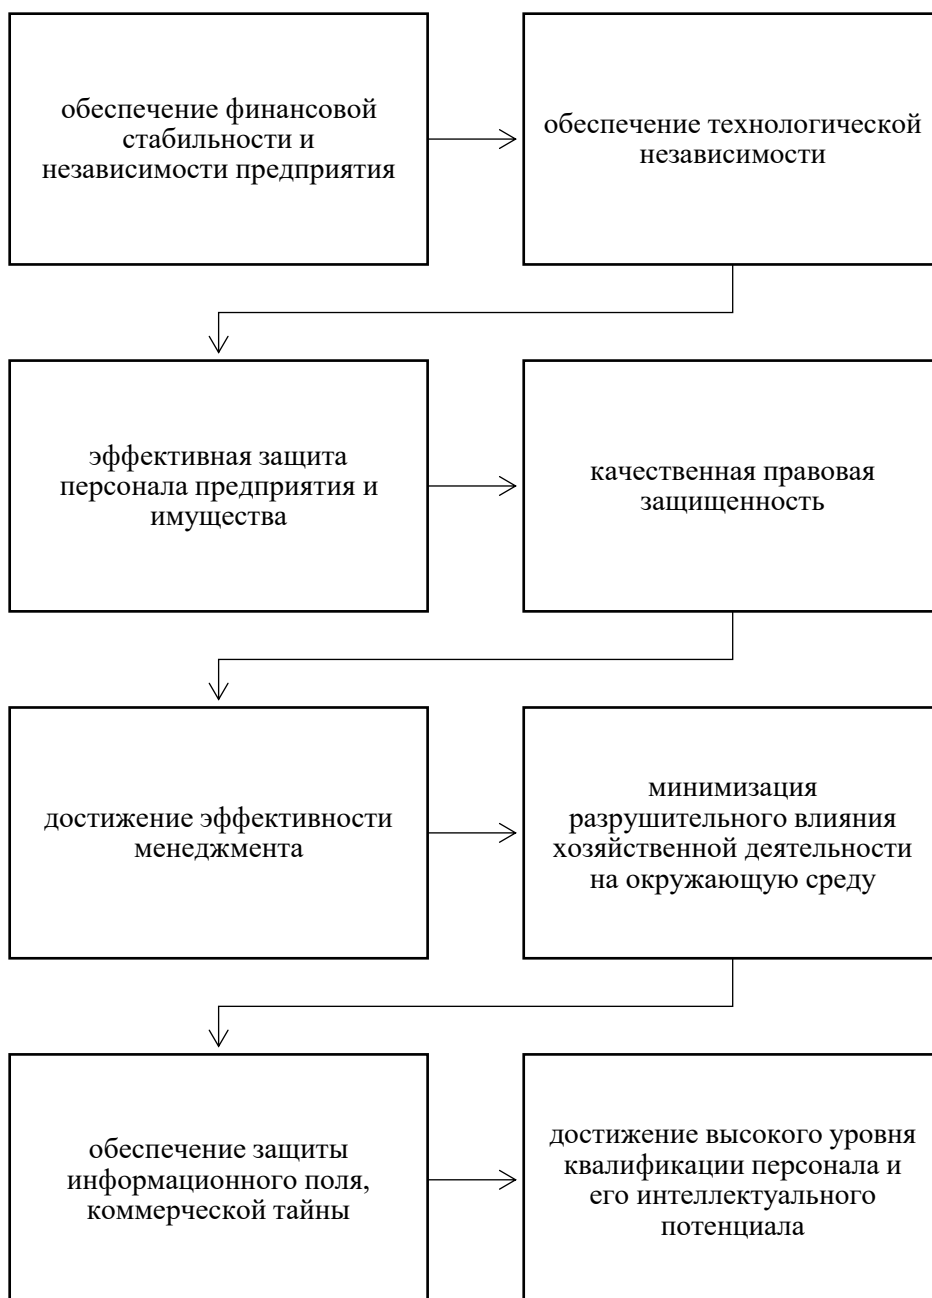 обеспечение финансовой
стабильности и
независимости предприятия
обеспечение технологической
независимости
эффективная защита
персонала предприятия и
имущества
качественная правовая
защищенность
достижение эффективности
менеджмента
минимизация
разрушительного влияния
хозяйственной деятельности
на окружающую среду
обеспечение защиты
информационного поля,
коммерческой тайны
достижение высокого уровня
квалификации персонала и
его интеллектуального
потенциала